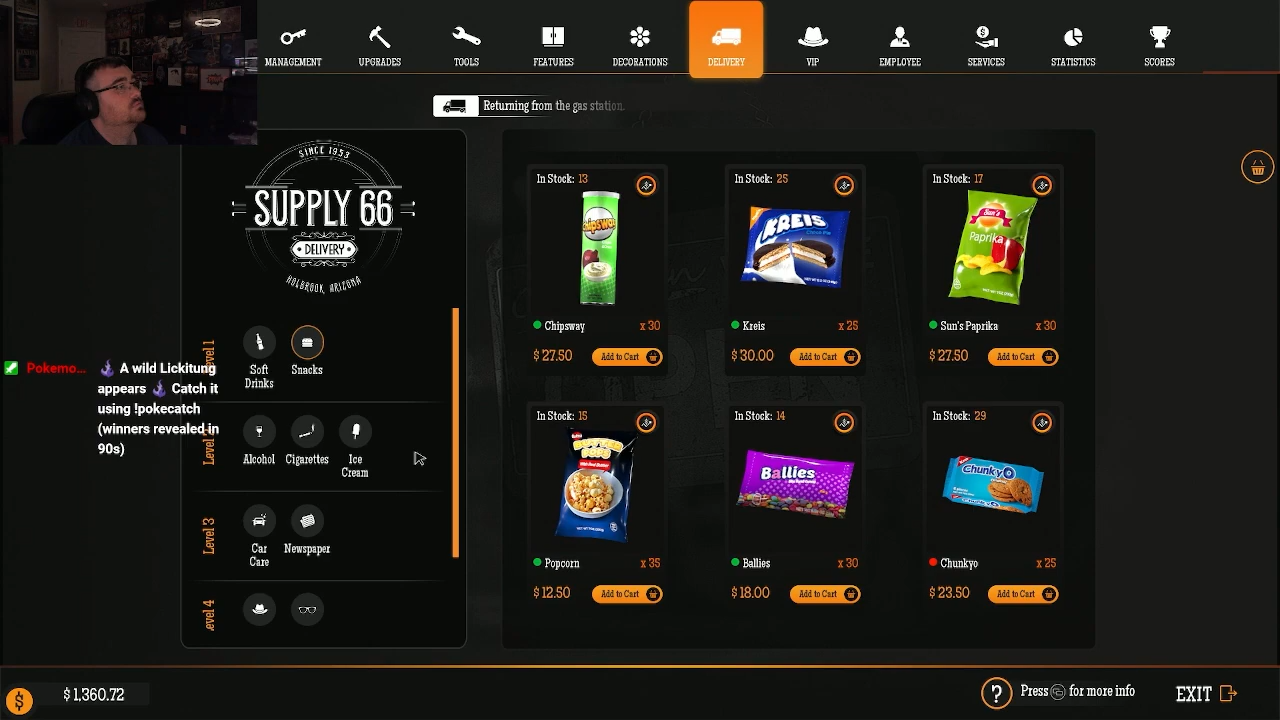 MANAGEMENT
UPGRADES
TOOLS
FEATURES
DECORATIONS
DELIVERY
VIP
EMPLOYEE
SERVICES
STATISTICS
SCORES
Returning from the gas station.
SINCE 1953
SUPPLY 66
DELIVERY
HOLBROOK, ARIZONA
Soft
Drinks
Snacks
Level 2
Alcohol
Cigarettes
Ice
Cream
Level 3
Car
Care
Newspaper
Pokemo...
A wild Lickitung
appears
Catch it
using !pokecatch
(winners revealed in
90s)
In Stock: 13
Chipsway
x 30
$ 27.50
Add to Cart
In Stock: 25
KREIS
Kreis
x 25
$ 30.00
Add to Cart
In Stock: 17
Sun's
Paprika
Sun's Paprika
x 30
$ 27.50
Add to Cart
In Stock: 15
BUTTER
POPS
Popcorn
x 35
$ 12.50
Add to Cart
In Stock: 14
Ballies
Ballies
x 30
$ 18.00
Add to Cart
In Stock: 29
ChunkyO
Chunkyo
x 25
$ 23.50
Add to Cart
$ 1,360.72
? Press for more info
EXIT